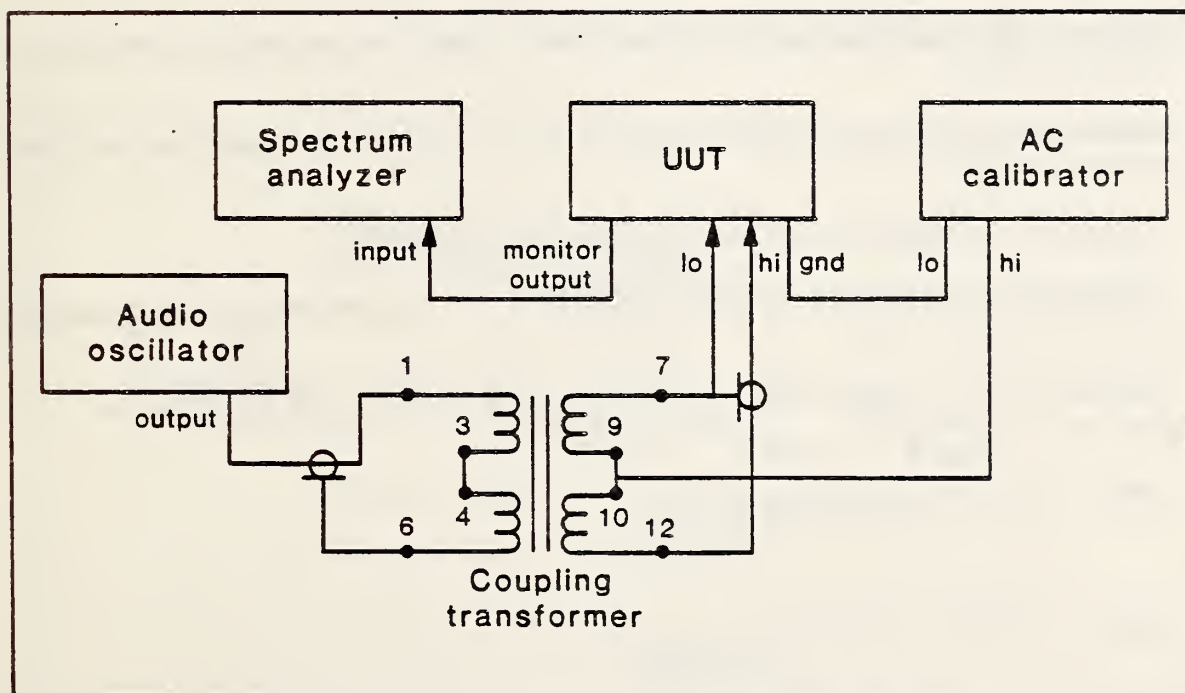 Spectrum
analyzer
UUT
AC
calibrator
input
monitor
output
lo
hi
gnd
lo
hi
Audio
oscillator
output
1
3
4
6
7
9
10
12
Coupling
transformer